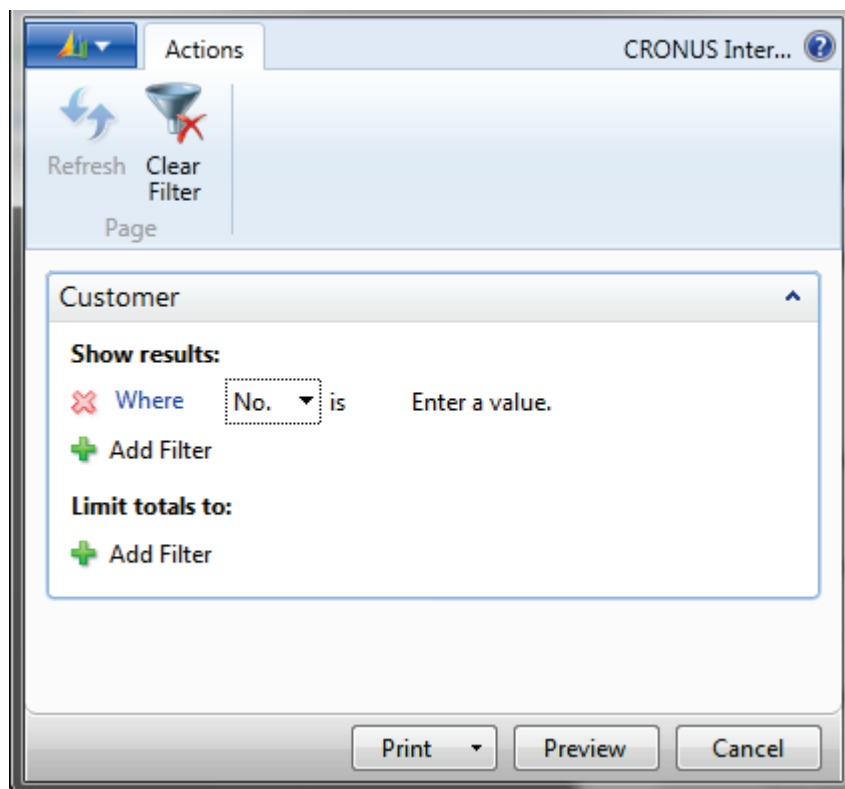 Actions CRONUS Inter...
Refresh Clear Filter
Page
Customer
Show results:
Where No. is Enter a value.
Add Filter
Limit totals to:
Add Filter
Print Preview Cancel